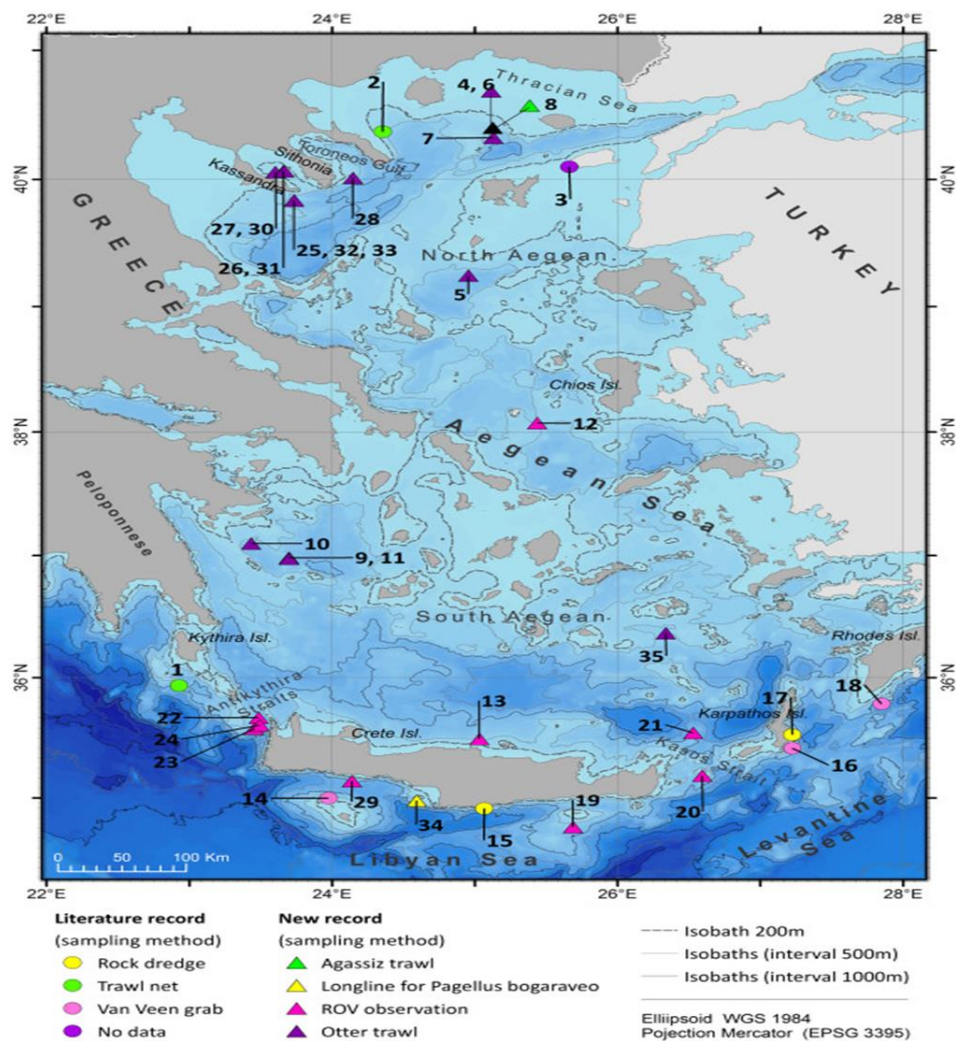 22°E 24°E 26°E 28°E
2
4, 6
Thracian Sea
8
7
Toroneos Gulf
Sithonia
Kassandra
40°N 40°N
3
GREECE
TURKEY
27, 30
28
25, 32, 33
26, 31
North Aegean
5
Chios Isl.
12
38°N 38°N
Aegean Sea
Peloponnese
10
9, 11
South Aegean
Kythira Isl.
Rhodes Isl.
35
1
36°N 36°N
Antikythira
Straits
13
17
18
22
Karpathos Isl.
21
24
Crete Isl.
23
Kasos Strait
16
14
29
19
20
34
15
Levantine
Sea
0 50 100 Km
Libyan Sea
22°E 24°E 26°E 28°E
Literature record
(sampling method)
Rock dredge
Trawl net
Van Veen grab
No data
New record
(sampling method)
Agassiz trawl
Longline for Pagellus bogaraveo
ROV observation
Otter trawl
Isobath 200m
Isobaths (interval 500m)
Isobaths (interval 1000m)
Elliipsoid WGS 1984
Pojection Mercator (EPSG 3395)